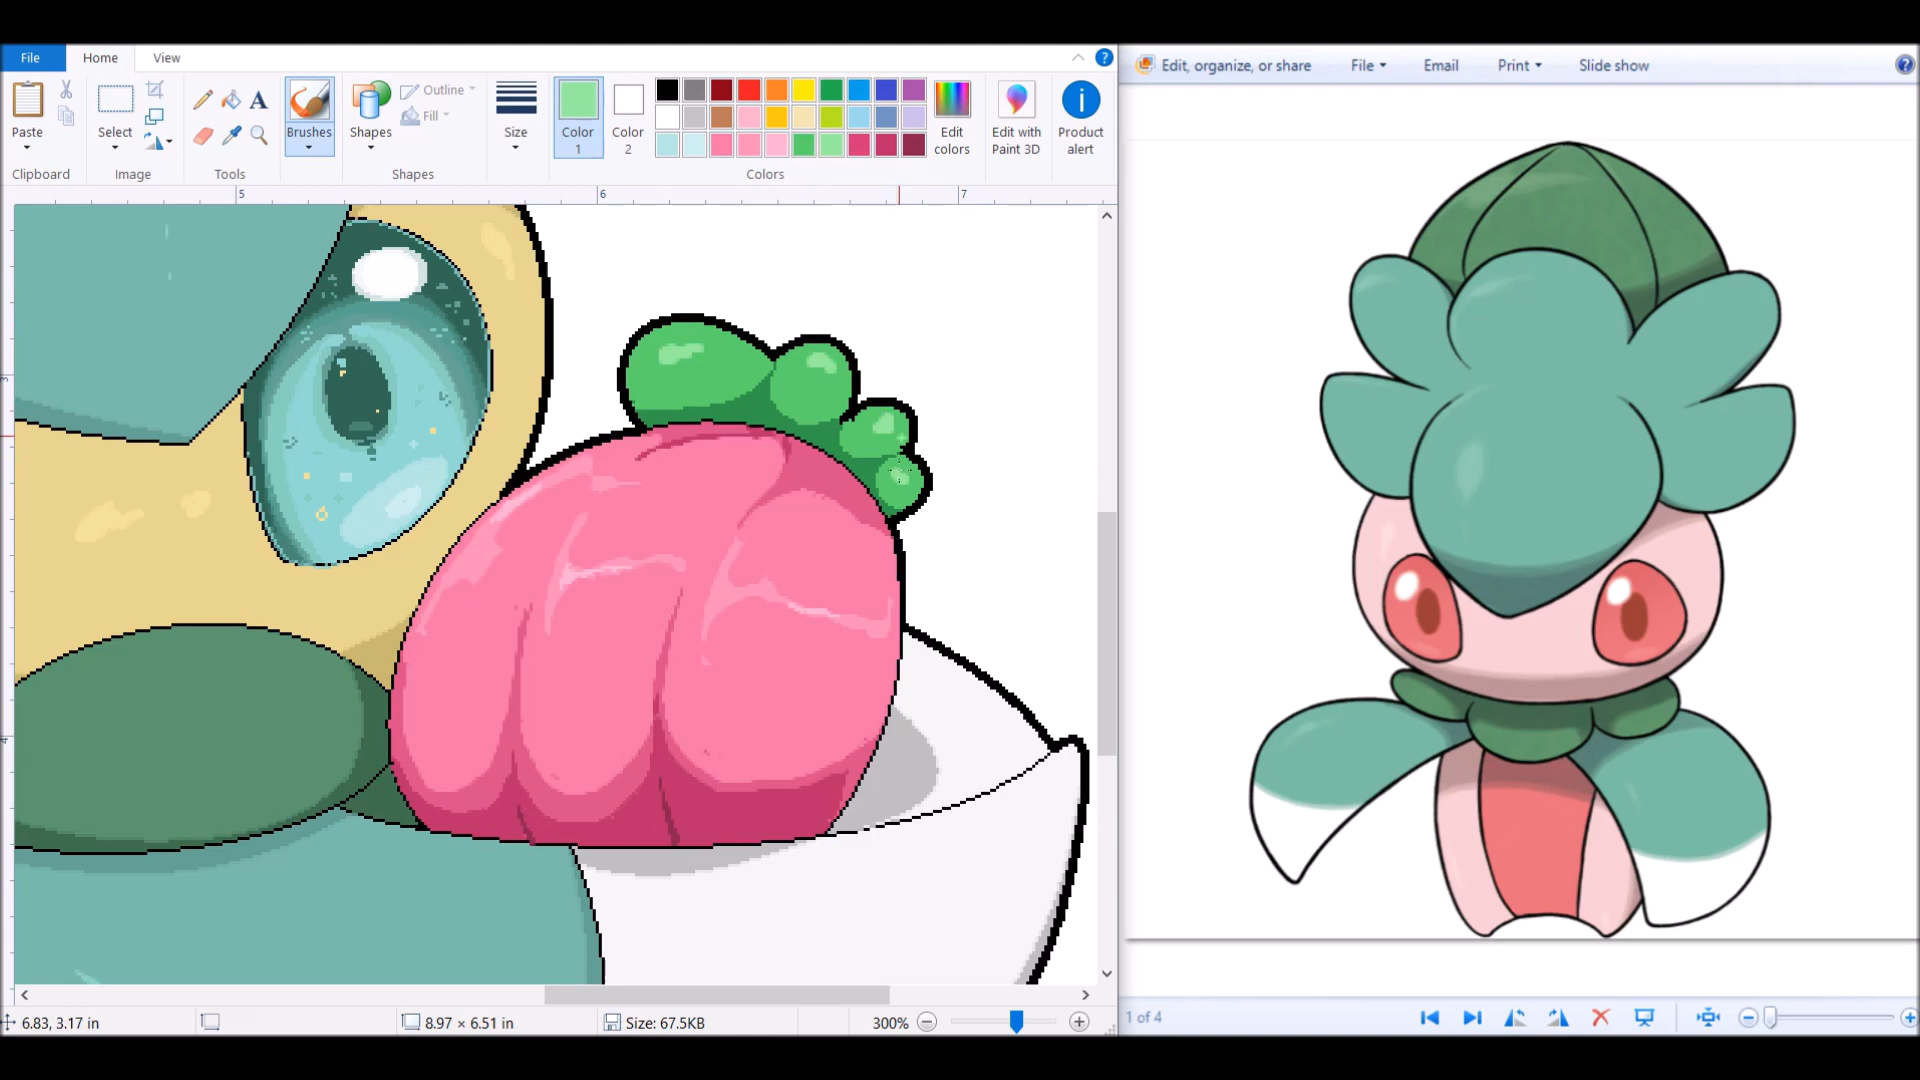 File
Home
View
Edit, organize, or share
File
Email
Print
Slide show
Paste
Select
A
Brushes
Shapes
Outline
Fill
Size
Color
1
Color
2
Edit
colors
Edit with
Paint 3D
Product
alert
Clipboard
Image
Tools
Shapes
Colors
5
6
7
3
4
6.83, 3.17 in
8.97 × 6.51 in
Size: 67.5KB
300%
1 of 4